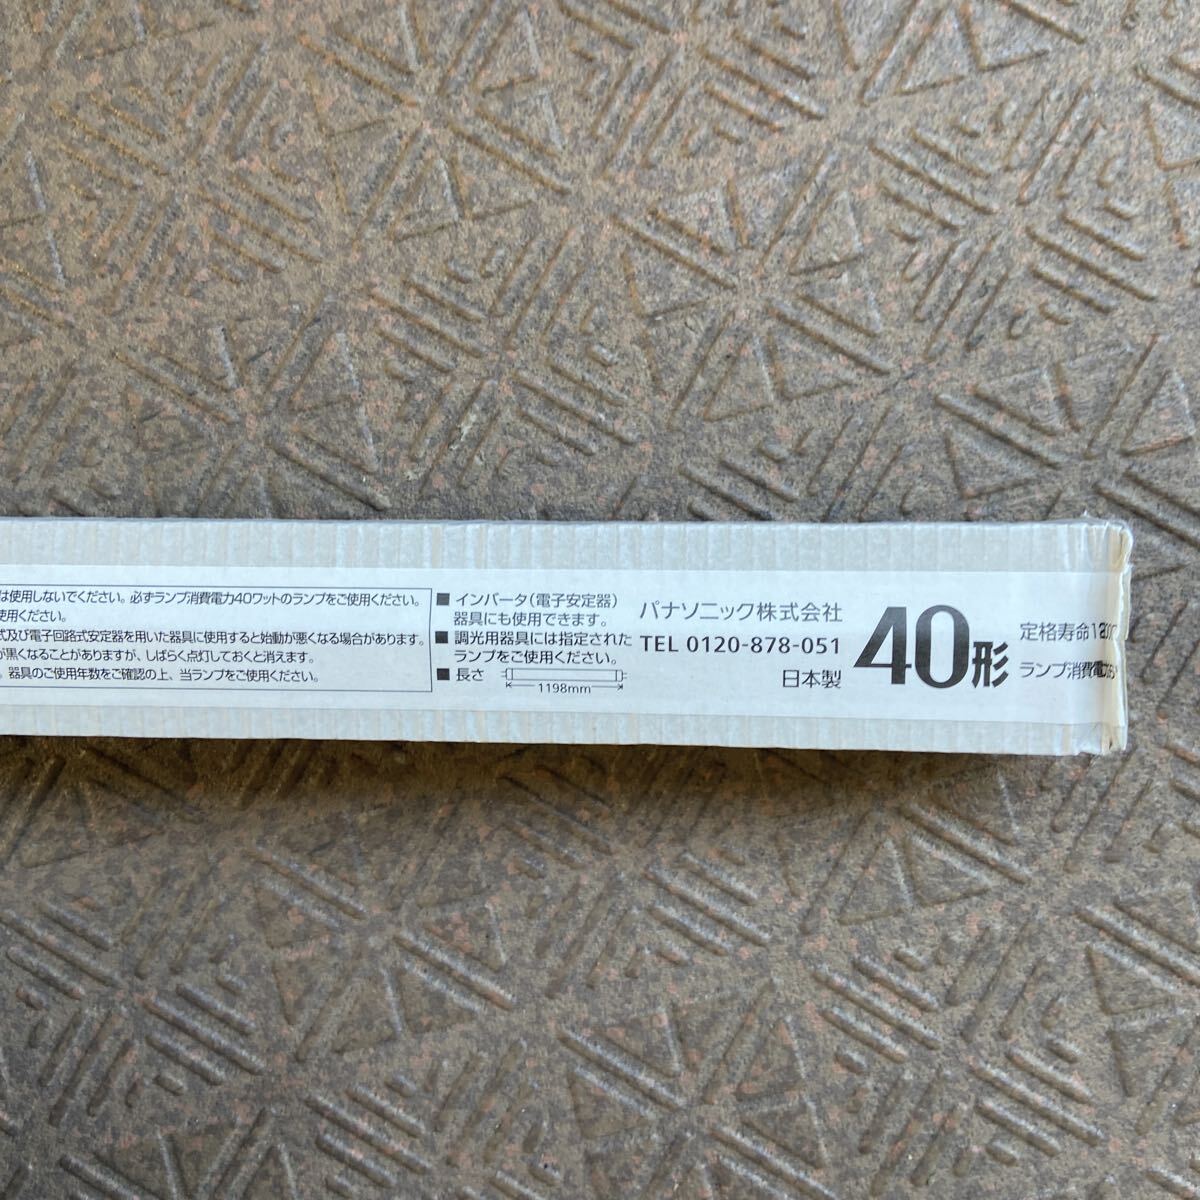 は使用しないでください。必ずランプ消費電力40ワットのランプをご使用ください。
使用ください。
式及び電子回路式安定器を用いた器具に使用すると始動が悪くなる場合があります。
が黒くなることがありますが、しばらく点灯しておくと消えます。
。器具のご使用年数をご確認の上、当ランプをご使用ください。
■ インバータ(電子安定器)
器具にも使用できます。
■ 調光用器具には指定された
ランプをご使用ください。
■ 長さ
1198mm
パナソニック株式会社
TEL 0120-878-051
日本製
40形
定格寿命120
ランプ消費電力